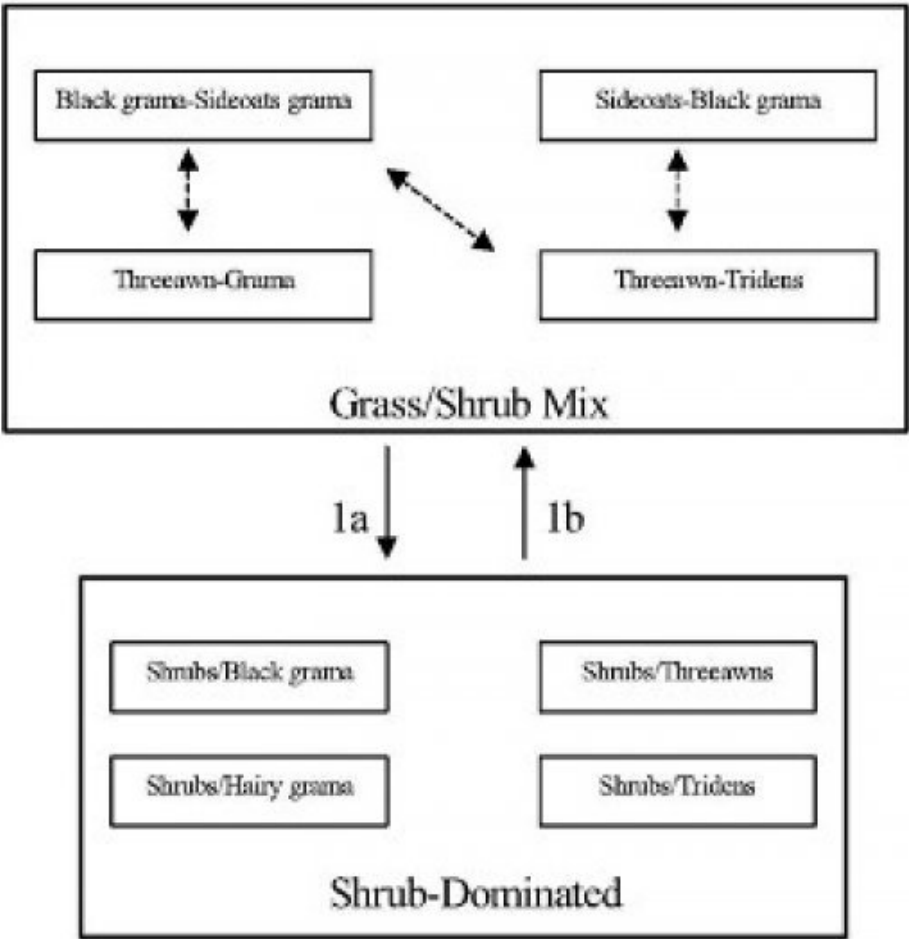 Black grama-Sideoats grama
Sideoats-Black grama
Threeawn-Grama
Threeawn-Tridens
Grass/Shrub Mix
1a
1b
Shrubs/Black grama
Shrubs/Threeawns
Shrubs/Hairy grama
Shrubs/Tridens
Shrub-Dominated